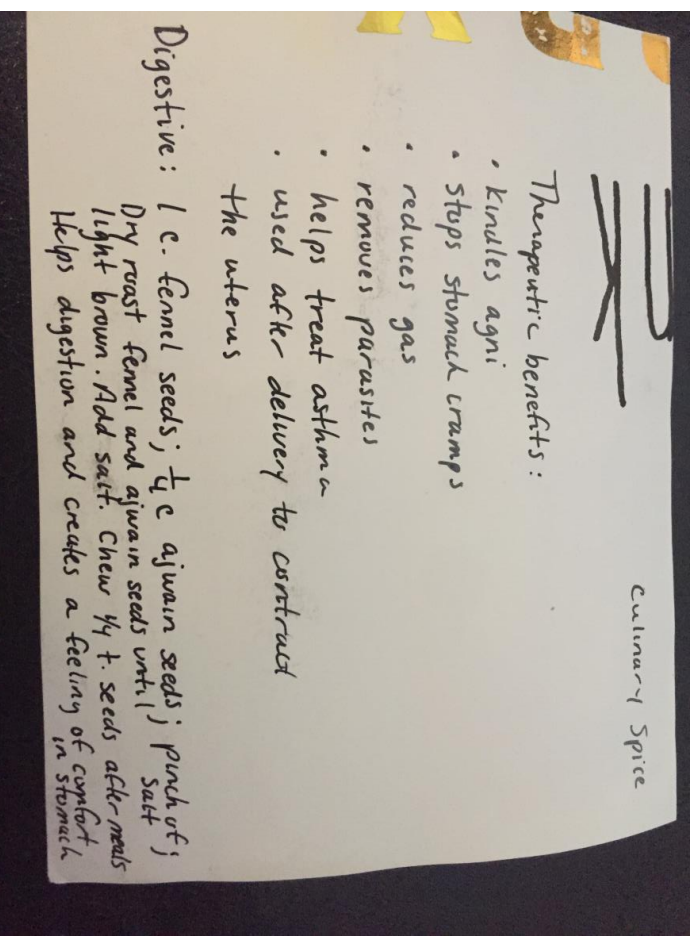 Culinary Spice
Therapeutic benefits:
• kindles agni
• stops stomach cramps
• reduces gas
• removes parasites
• helps treat asthma
• used after delivery to contract
the uterus
Digestive: 1 c. fennel seeds; 1/4 c ajwain seeds; pinch of;
salt;
Dry roast fennel and ajwain seeds until
light brown. Add salt. Chew 1/4 t. seeds after meals
Helps digestion and creates a feeling of comfort
in stomach